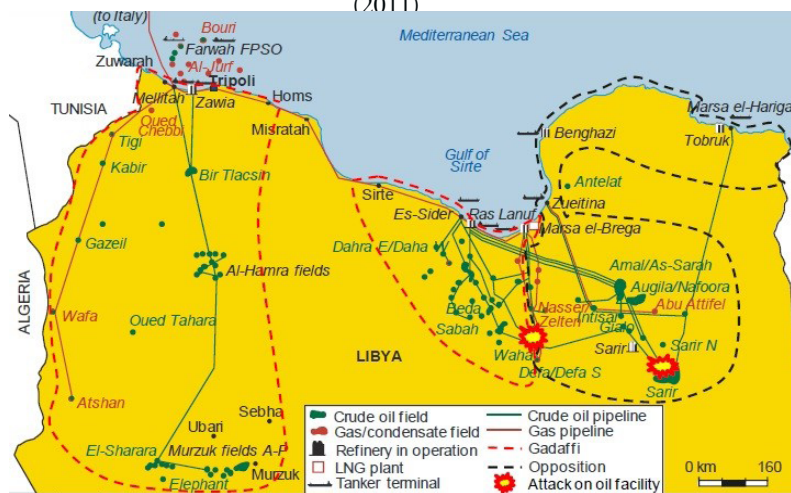 (2011)
(to Italy)
Bouri
Farwah FPSO
Mediterranean Sea
Zuwarah
Al-Jurf
Tripoli
Mellitah
Zawia
Homs
TUNISIA
Oued
Chebbi
Misratah
Marsa el-Hariga
Benghazi
Tobruk
Tigi
Kabir
Bir Tlacsin
Gulf of
Sirte
Antelat
Sirte
Zueitina
Es-Sider
Ras Lanuf
Marsa el-Brega
Gazeil
Dahra E/Daha W
Al-Hamra fields
Amal/As-Sarah
Augila/Nafoora
ALGERIA
Wafa
Oued Tahara
Beda
Nasser/
Zelten
Abu Attifel
Intisar
Sabah
Gialo
LIBYA
Waha
Sarir
Sarir N
Defa/Defa S
Sarir
Atshan
Sebha
Ubari
El-Sharara
Murzuk fields A-F
Elephant
Murzuk
Crude oil field
Gas/condensate field
Refinery in operation
LNG plant
Tanker terminal
Crude oil pipeline
Gas pipeline
Gadaffi
Opposition
Attack on oil facility
0 km 160